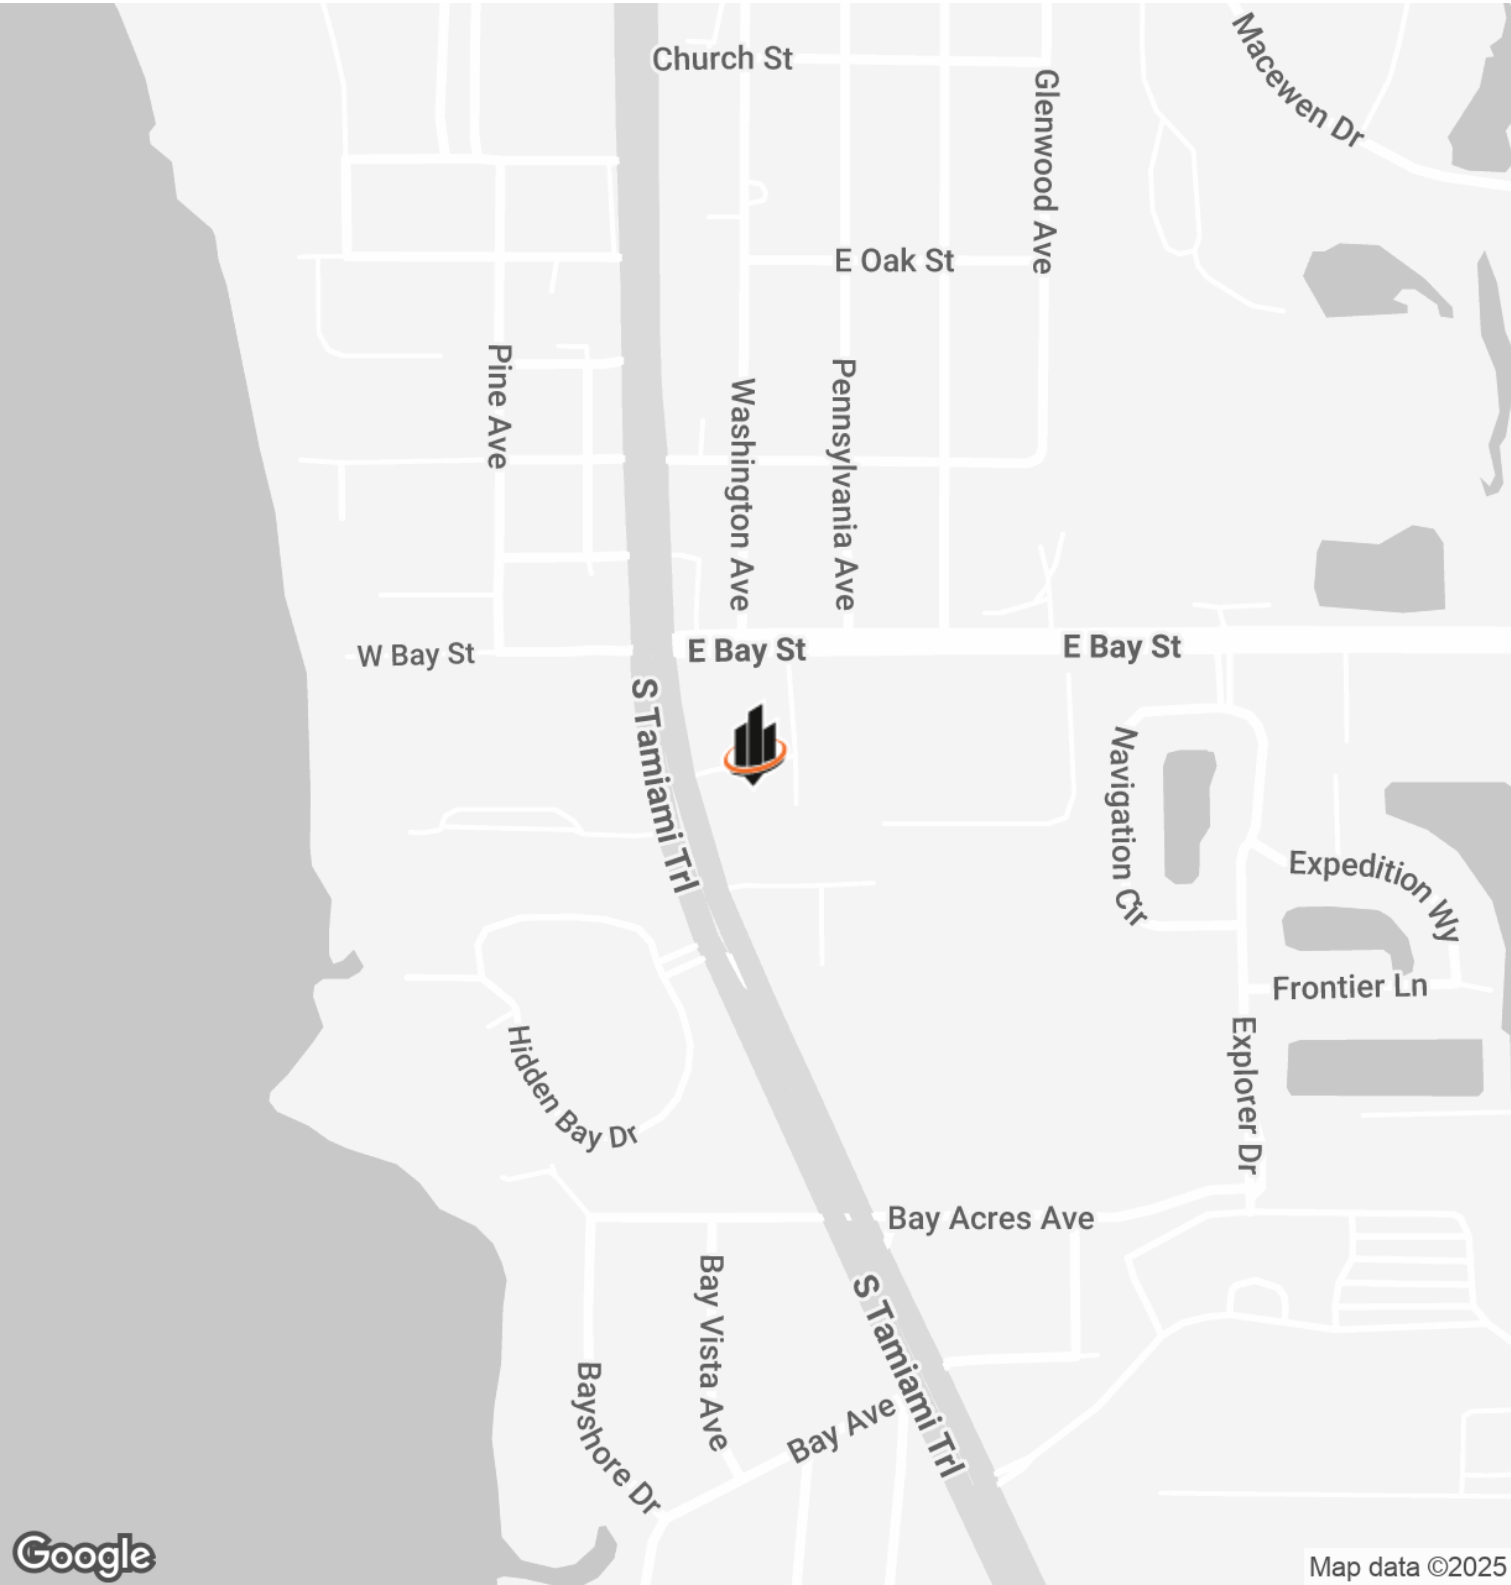 Church St
Macewen Dr
Glenwood Ave
E Oak St
Pine Ave
Washington Ave
Pennsylvania Ave
W Bay St
E Bay St
E Bay St
S Tamiami Trl
Navigation Cir
Expedition Wy
Frontier Ln
Hidden Bay Dr
Explorer Dr
Bay Acres Ave
Bay Vista Ave
S Tamiami Trl
Bayshore Dr
Bay Ave
Google
Map data ©2025